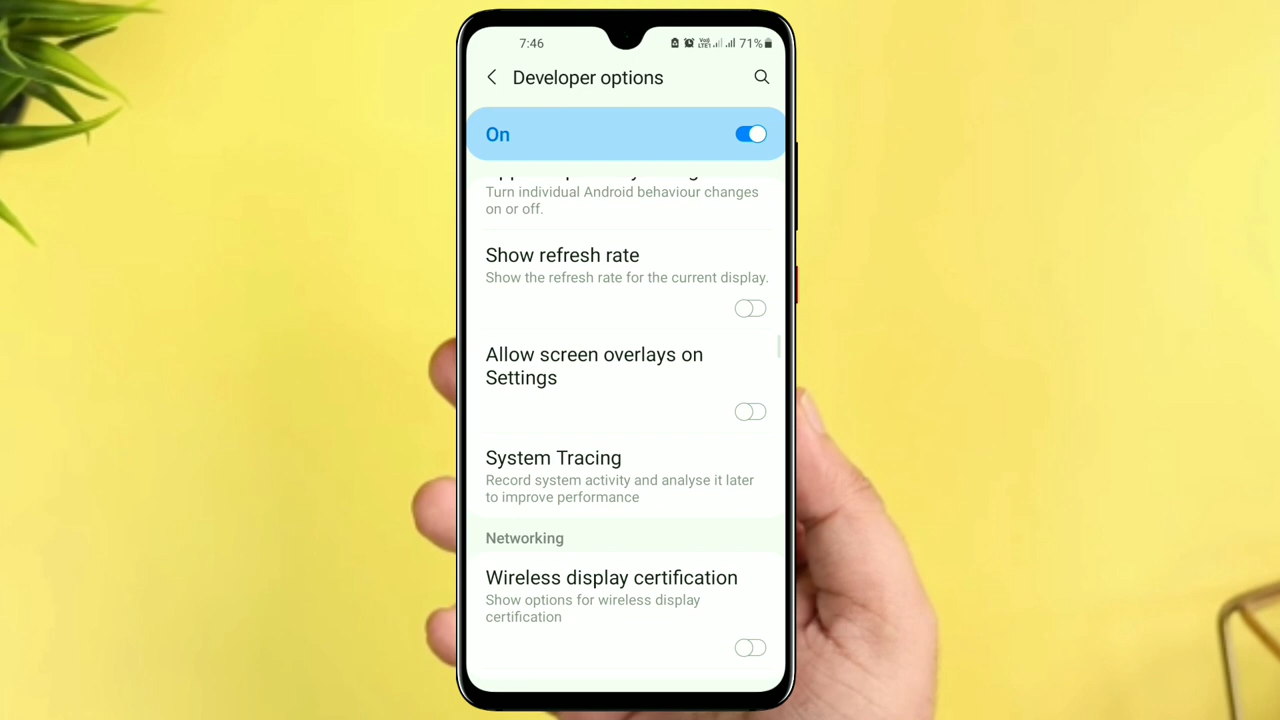 7:46
Vo))
LTE1
71%
Developer options
On
Turn individual Android behaviour changes
on or off.
Show refresh rate
Show the refresh rate for the current display.
Allow screen overlays on
Settings
System Tracing
Record system activity and analyse it later
to improve performance
Networking
Wireless display certification
Show options for wireless display
certification